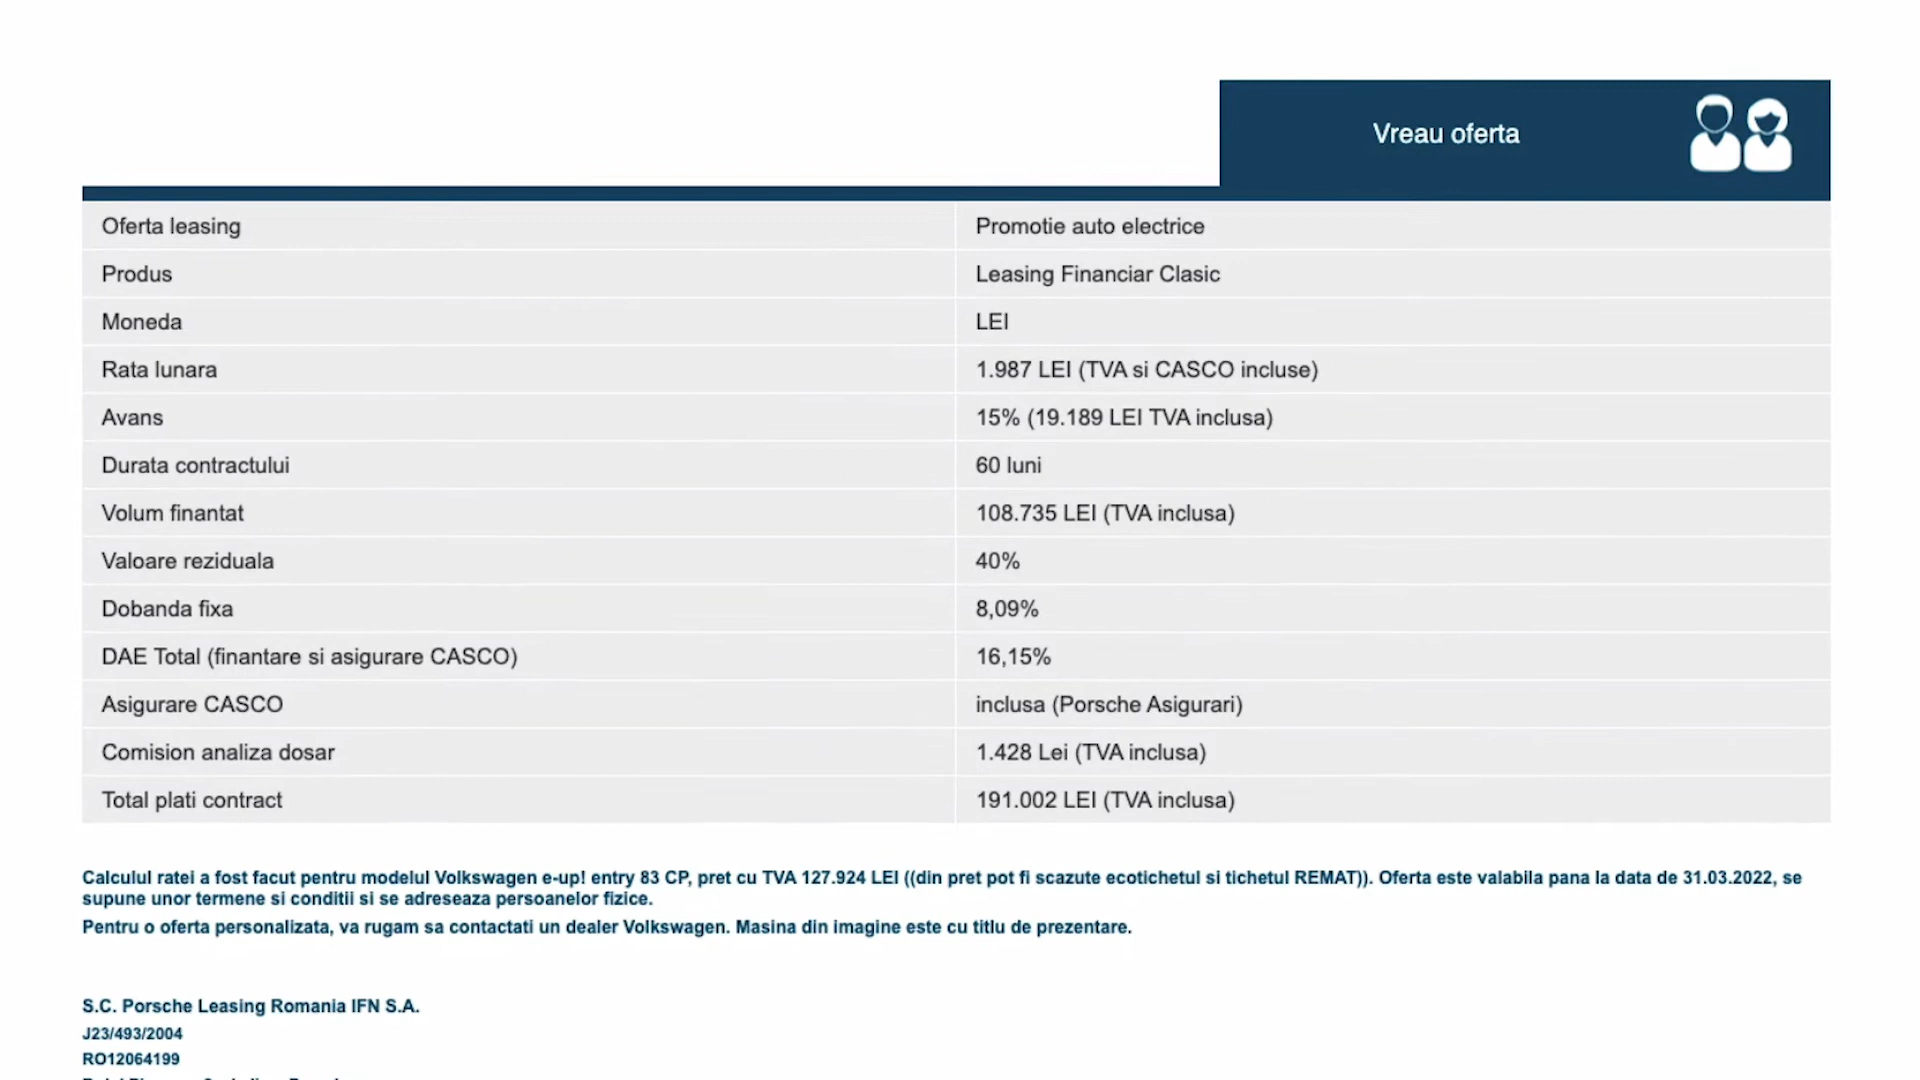 Vreau oferta
Oferta leasing Promotie auto electrice
Produs Leasing Financiar Clasic
Moneda LEI
Rata lunara 1.987 LEI (TVA si CASCO incluse)
Avans 15% (19.189 LEI TVA inclusa)
Durata contractului 60 luni
Volum finantat 108.735 LEI (TVA inclusa)
Valoare reziduala 40%
Dobanda fixa 8,09%
DAE Total (finantare si asigurare CASCO) 16,15%
Asigurare CASCO inclusa (Porsche Asigurari)
Comision analiza dosar 1.428 Lei (TVA inclusa)
Total plati contract 191.002 LEI (TVA inclusa)
Calculul ratei a fost facut pentru modelul Volkswagen e-up! entry 83 CP, pret cu TVA 127.924 LEI ((din pret pot fi scazute ecotichetul si tichetul REMAT)). Oferta este valabila pana la data de 31.03.2022, se
supune unor termene si conditii si se adreseaza persoanelor fizice.
Pentru o oferta personalizata, va rugam sa contactati un dealer Volkswagen. Masina din imagine este cu titlu de prezentare.
S.C. Porsche Leasing Romania IFN S.A.
J23/493/2004
RO12064199